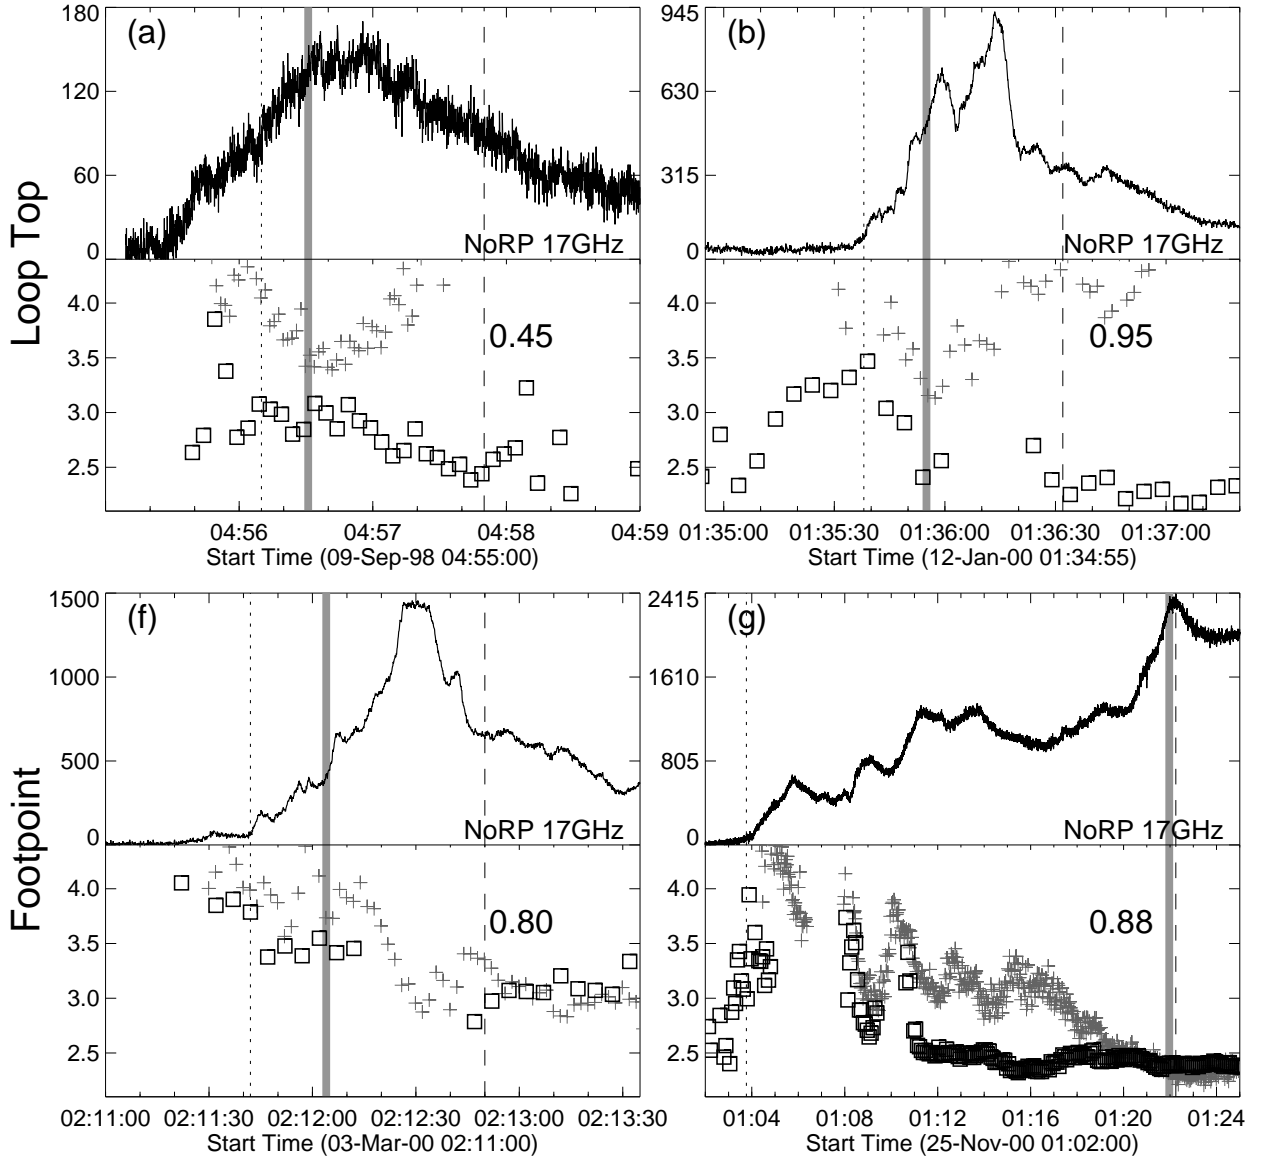 (a)
180
120
60
0
NoRP 17GHz
Loop Top
4.0
3.5
3.0
2.5
0.45
04:56 04:57 04:58 04:59
Start Time (09-Sep-98 04:55:00)
(b)
945
630
315
0
NoRP 17GHz
4.0
3.5
3.0
2.5
0.95
01:35:00 01:35:30 01:36:00 01:36:30 01:37:00
Start Time (12-Jan-00 01:34:55)
(f)
1500
1000
500
0
NoRP 17GHz
Footpoint
4.0
3.5
3.0
2.5
0.80
02:11:00 02:11:30 02:12:00 02:12:30 02:13:00 02:13:30
Start Time (03-Mar-00 02:11:00)
(g)
2415
1610
805
0
NoRP 17GHz
4.0
3.5
3.0
2.5
0.88
01:04 01:08 01:12 01:16 01:20 01:24
Start Time (25-Nov-00 01:02:00)